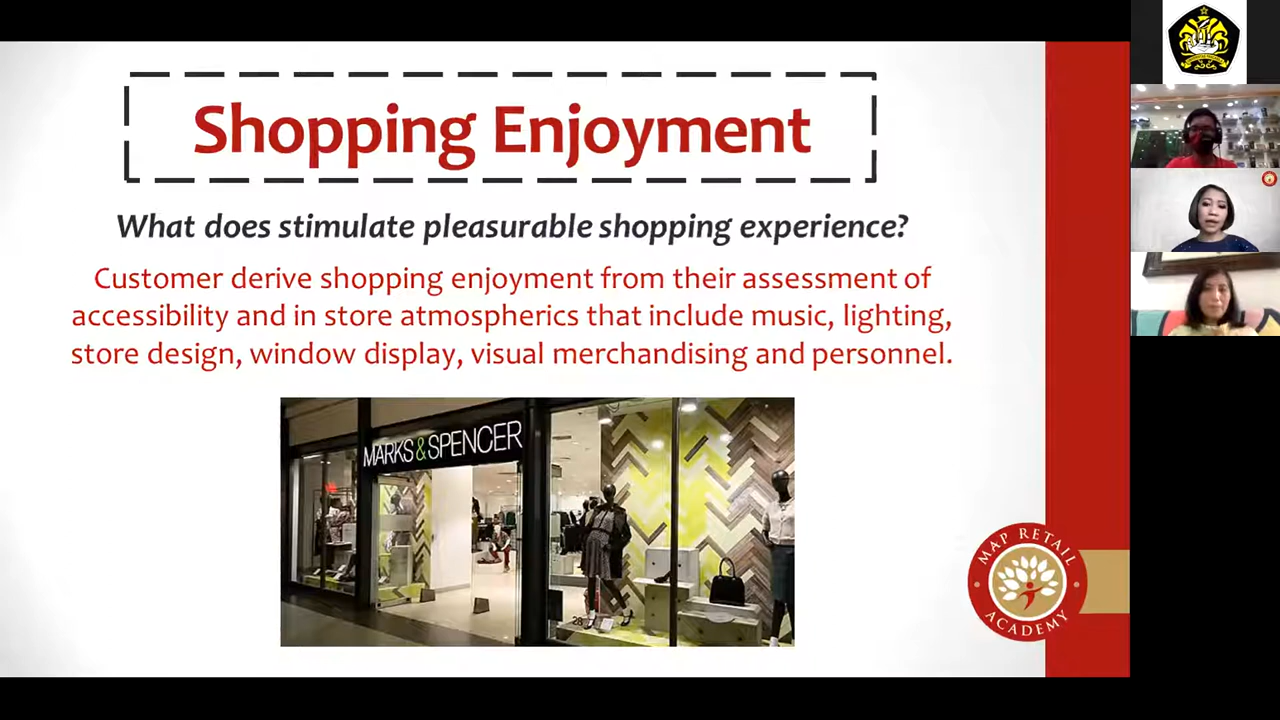 Shopping Enjoyment
What does stimulate pleasurable shopping experience?
Customer derive shopping enjoyment from their assessment of
accessibility and in store atmospherics that include music, lighting,
store design, window display, visual merchandising and personnel.
MARKS&SPENCER
28
MAP RETAIL
ACADEMY